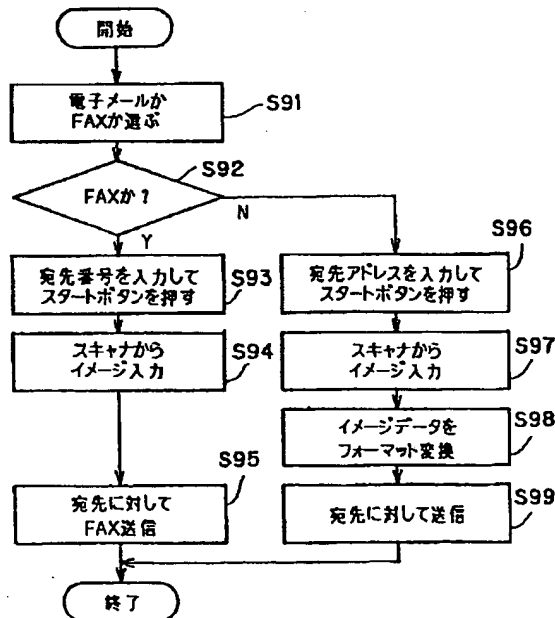 開始
電子メールか
FAXか選ぶ
S91
FAXか?
S92
Y
N
宛先番号を入力して
スタートボタンを押す
S93
スキャナから
イメージ入力
S94
宛先に対して
FAX送信
S95
宛先アドレスを入力して
スタートボタンを押す
S96
スキャナから
イメージ入力
S97
イメージデータを
フォーマット変換
S98
宛先に対して送信
S99
終了